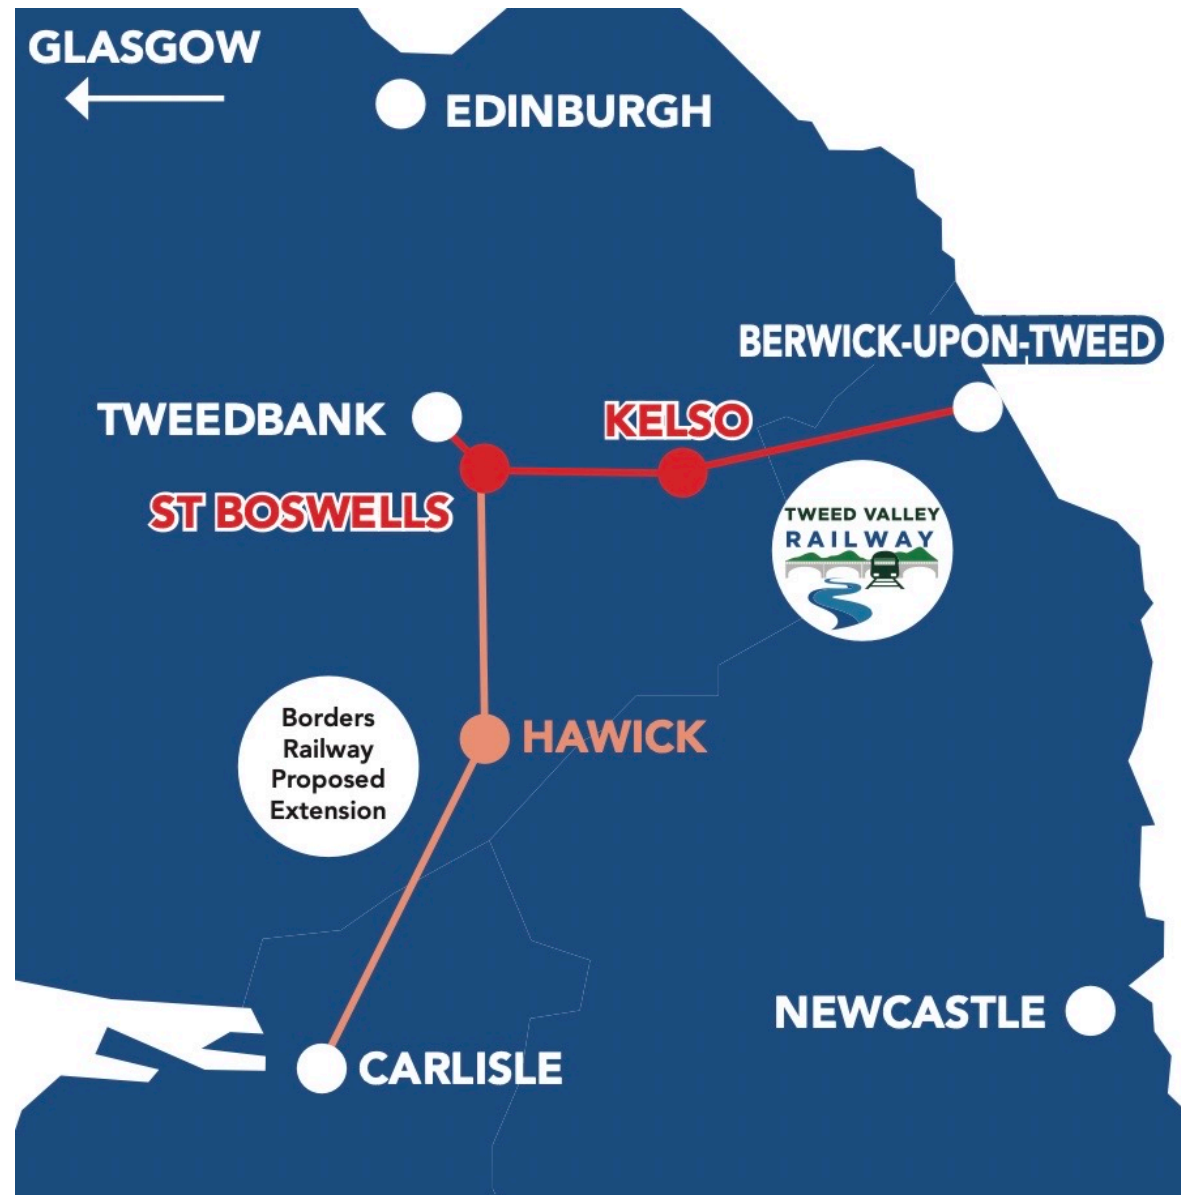 GLASGOW
EDINBURGH
BERWICK-UPON-TWEED
TWEEDBANK
KELSO
ST BOSWELLS
TWEED VALLEY
RAILWAY
Borders
Railway
Proposed
Extension
HAWICK
NEWCASTLE
CARLISLE